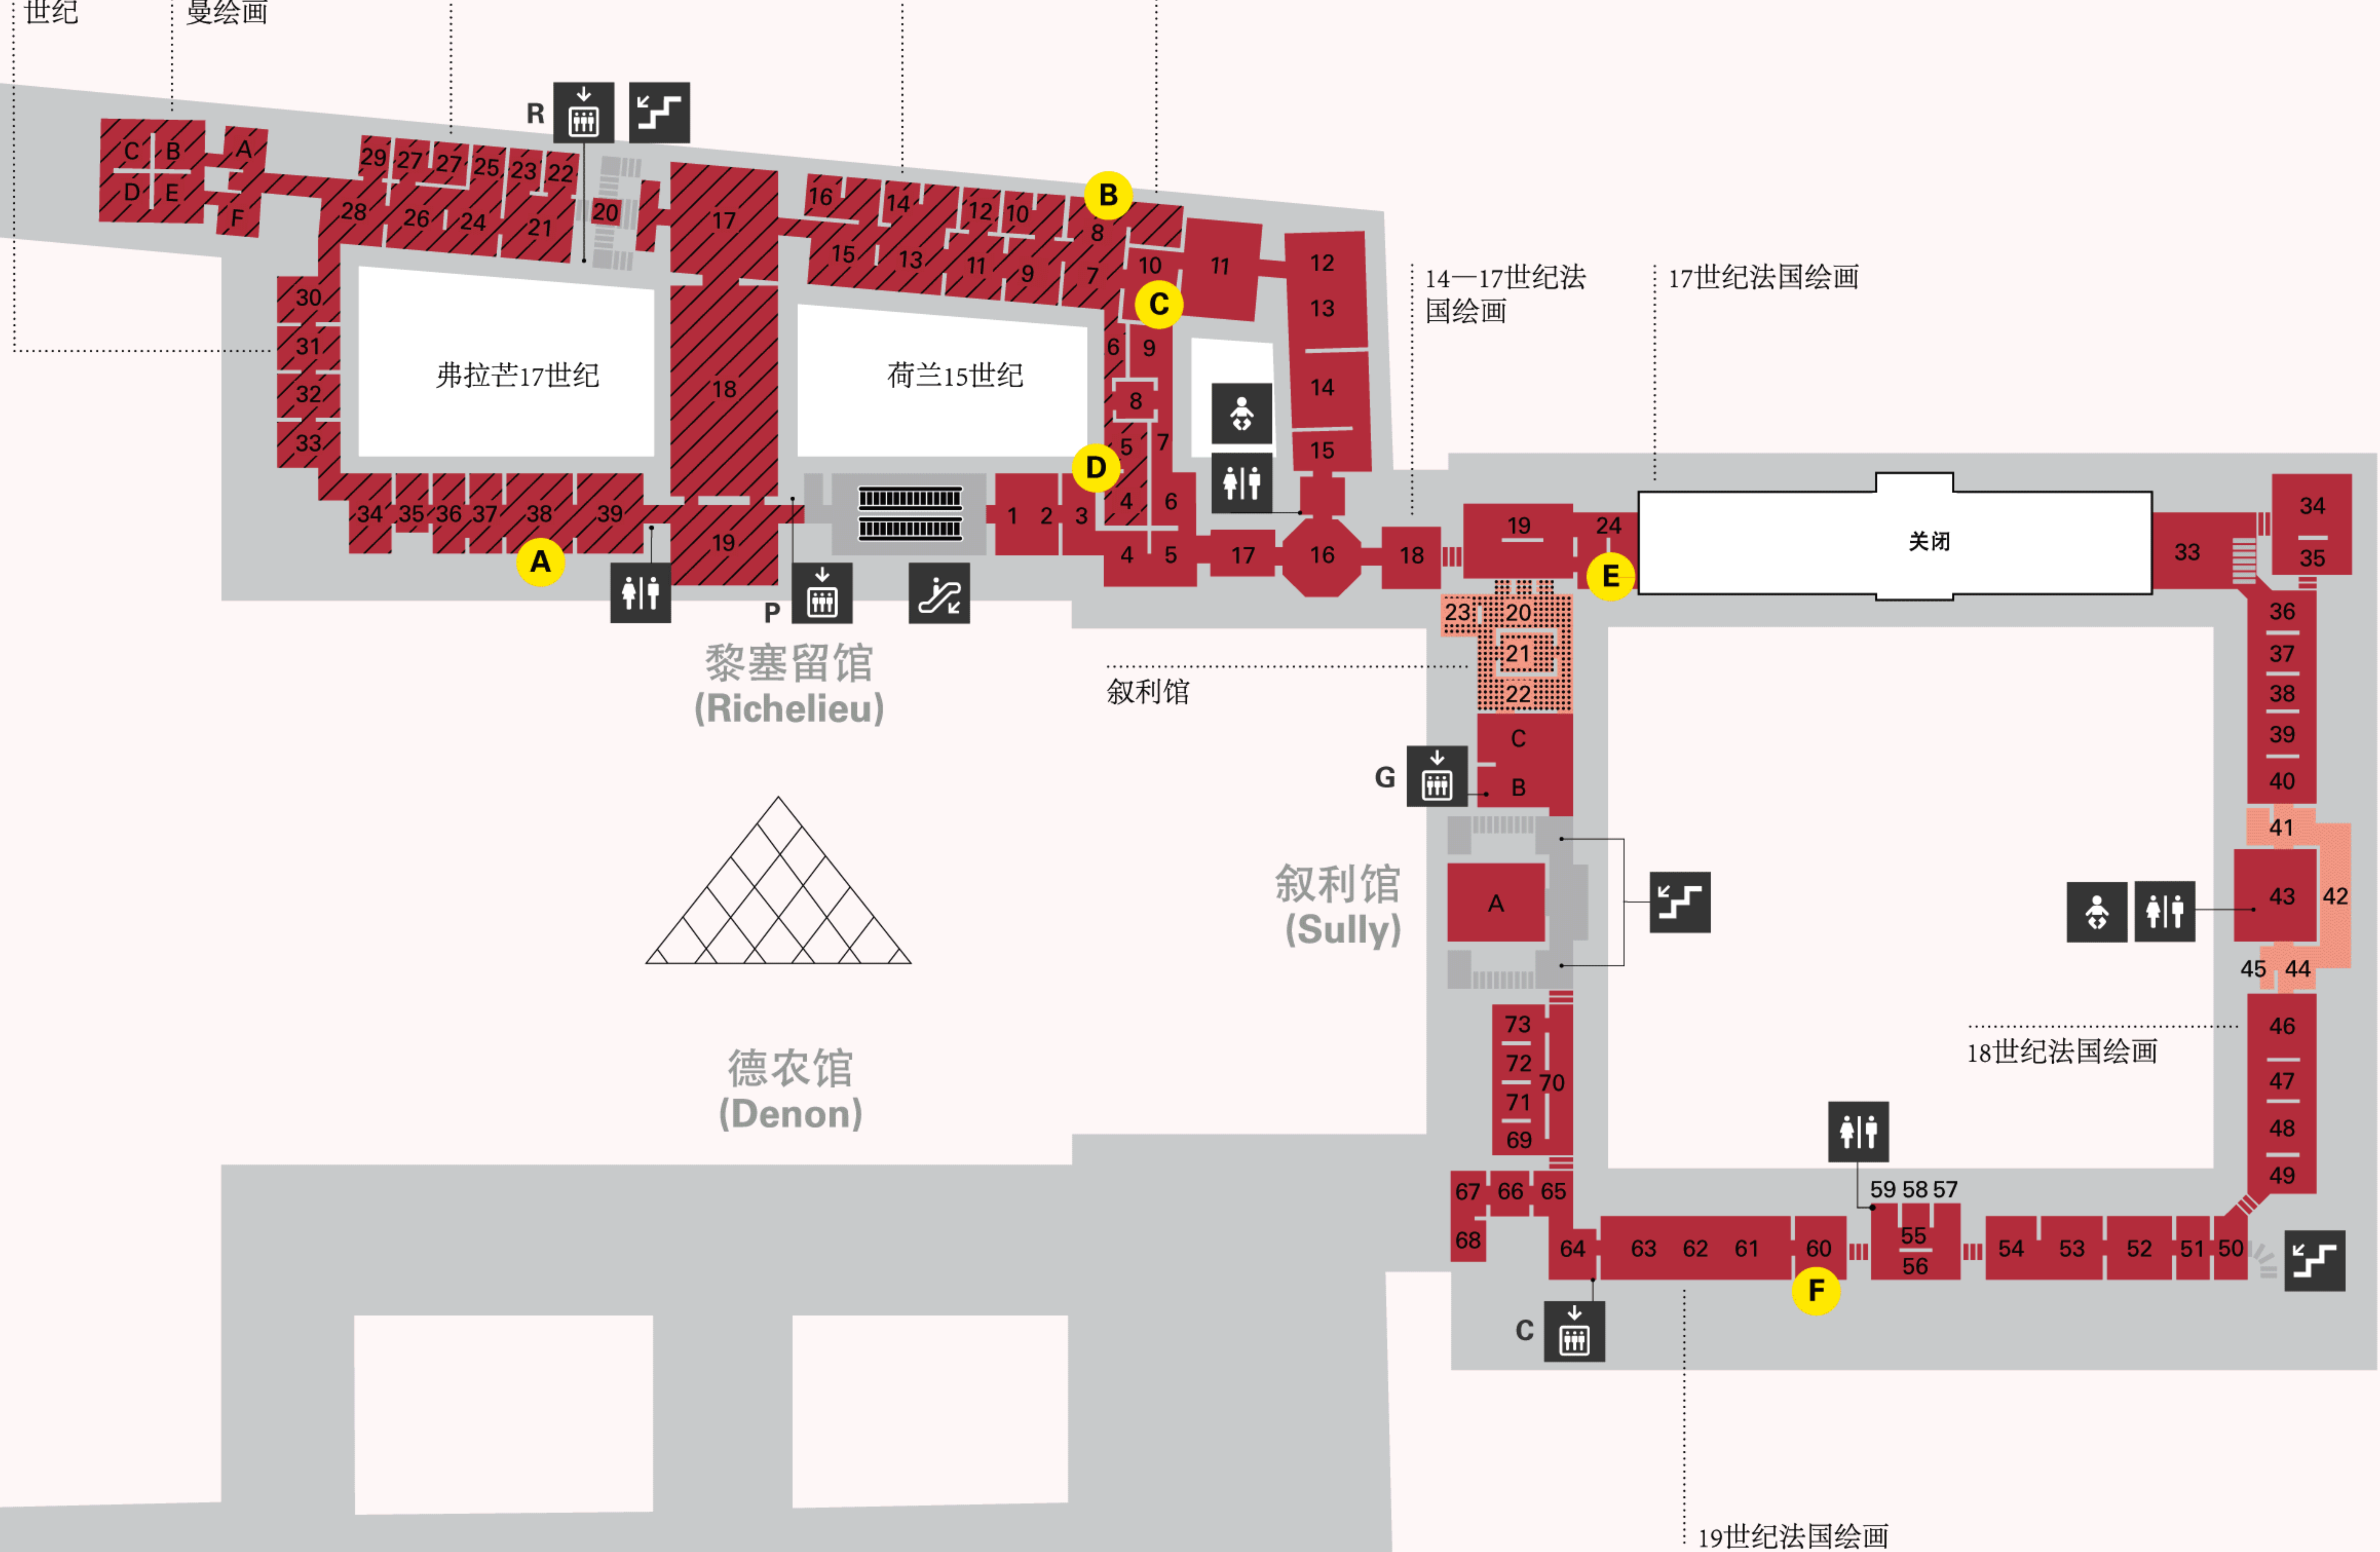 世纪
曼绘画
R
C B A
D E F
29 27 27 25 23 22
28 26 24 21 20
17
16 14 12 10 8
15 13 11 9 7
B
10 11
C
12
13
14
15
30
31
32
33
弗拉芒17世纪
18
荷兰15世纪
6 9
8
5 7
D
4 6
34 35 36 37 38 39
A
19
P
1 2 3
4 5 17 16 18
14—17世纪法
国绘画
17世纪法国绘画
19 24
E
关闭
33
34
35
23 20
21
22
叙利馆
黎塞留馆
(Richelieu)
C
B
G
A
叙利馆
(Sully)
36
37
38
39
40
41
43 42
45 44
46
47
48
49
18世纪法国绘画
德农馆
(Denon)
73
72
70
71
69
67 66 65
68
64 63 62 61 60
59 58 57
55
56
54 53 52 51 50
F
C
19世纪法国绘画